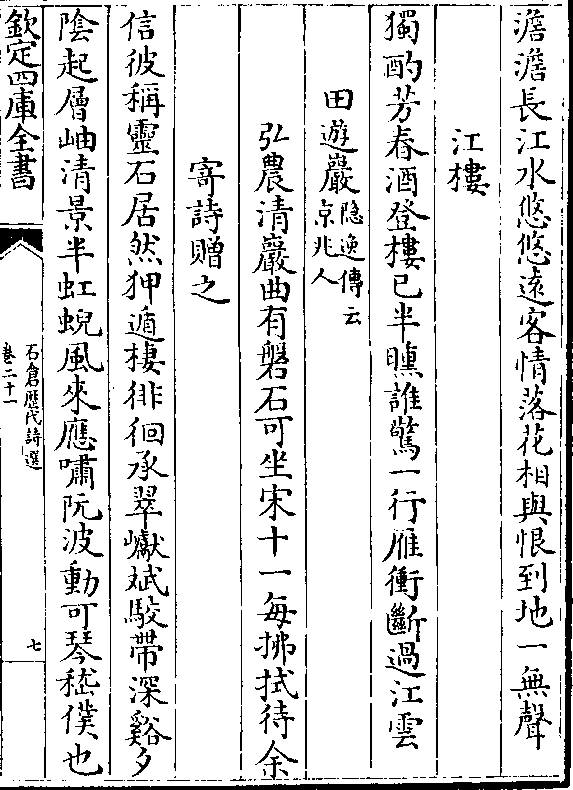 澹澹長江水悠悠遠客情落花相與恨到地一無聲
江樓
獨酌芳春酒登樓已半曛誰驚一行雁衝斷過江雲
田遊巖隐逸傳云
京兆人
弘農清巖曲有磐石可坐宋十一每拂拭待余
寄詩贈之
信彼稱靈石居然狎遁棲徘徊承翠巘斌駮帶深谿夕
陰起層岫清景半虹蜺風來應嘯阮波動可琴嵇僕也
欽定四庫全書
石倉歷代詩選
卷二十一
七